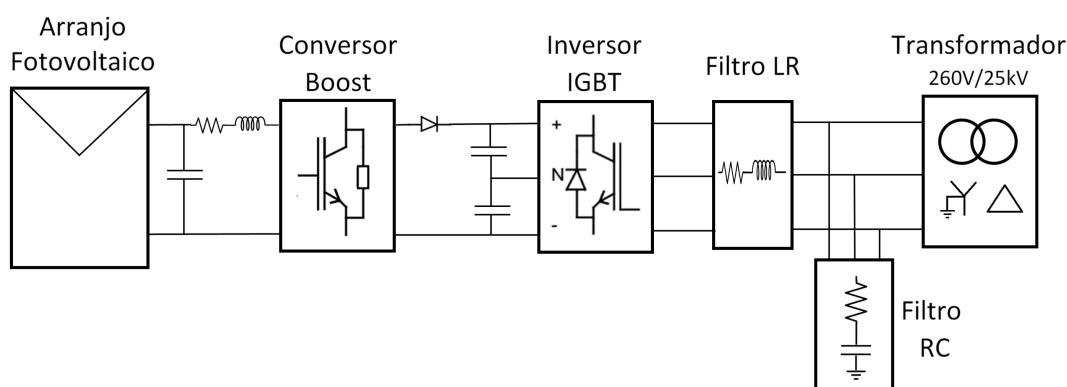 Arranjo
Fotovoltaico
Conversor
Boost
Inversor
IGBT
+
N
-
Filtro LR
Transformador
260V/25kV
Filtro
RC